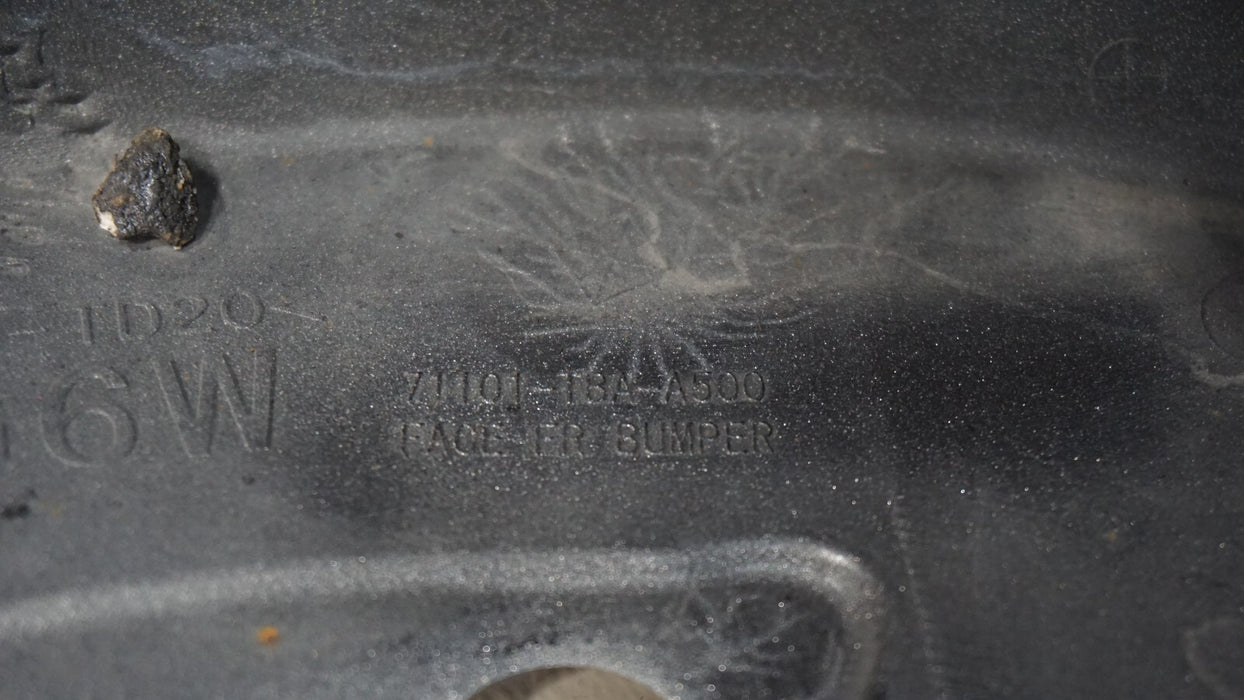 TD20<
6W
71101-TBA-A500
FACE FR BUMPER